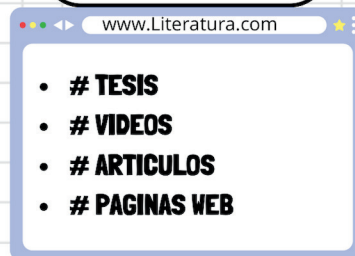 www.Literatura.com
# TESIS
# VIDEOS
# ARTICULOS
# PAGINAS WEB